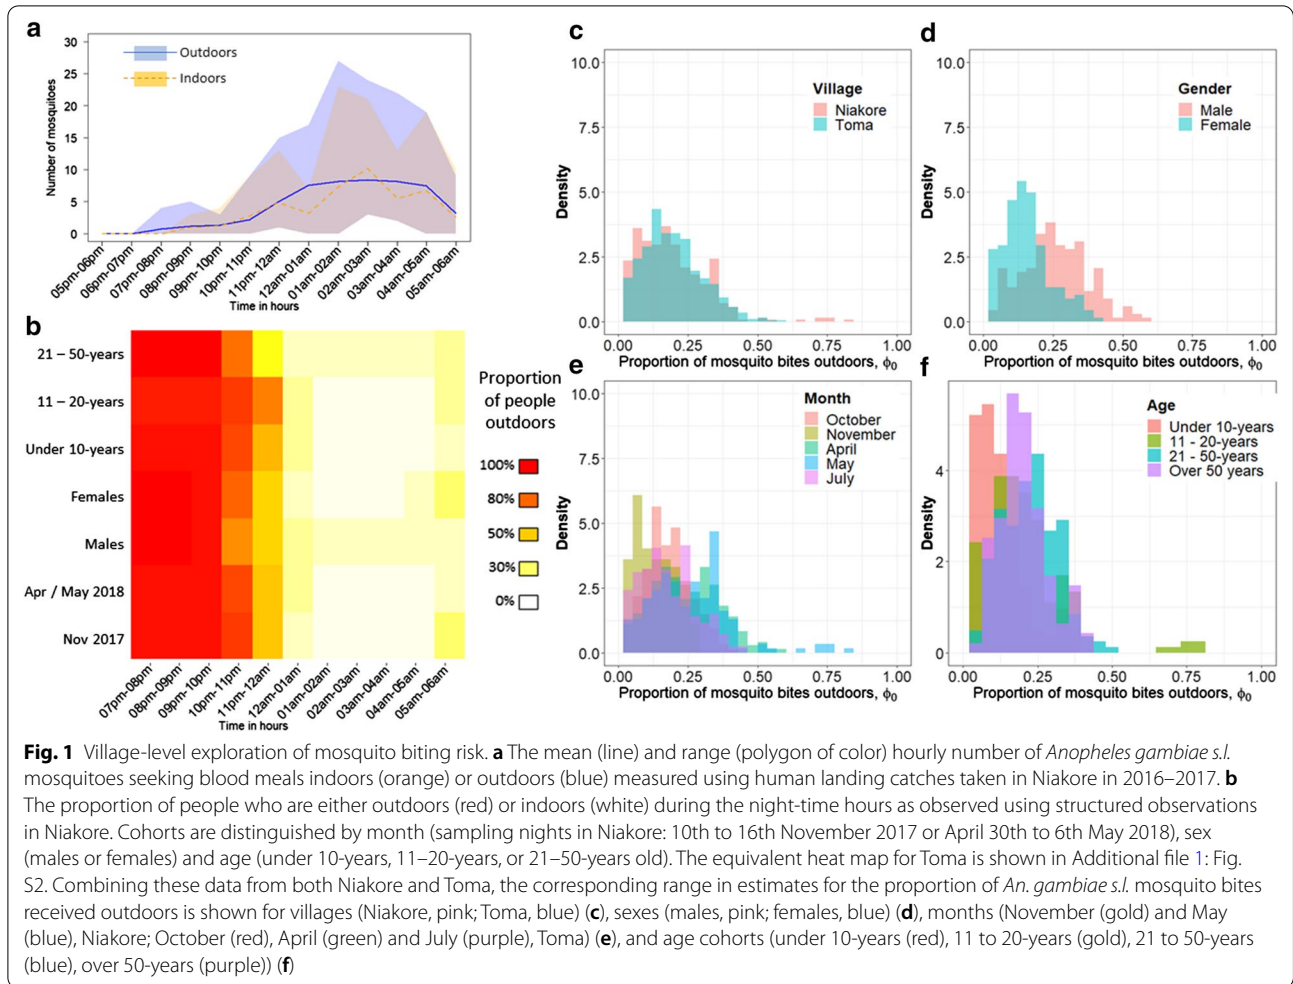 a
30
25
20
15
10
5
0
Number of mosquitoes
Outdoors
Indoors
05pm-06pm
06pm-07pm
07pm-08pm
08pm-09pm
09pm-10pm
10pm-11pm
11pm-12am
12am-01am
01am-02am
02am-03am
03am-04am
04am-05am
05am-06am
Time in hours
b
21 – 50-years
11 – 20-years
Under 10-years
Females
Males
Apr / May 2018
Nov 2017
07pm-08pm
08pm-09pm
09pm-10pm
10pm-11pm
11pm-12am
12am-01am
01am-02am
02am-03am
03am-04am
04am-05am
05am-06am
Time in hours
Proportion
of people
outdoors
100%
80%
50%
30%
0%
c
10.0
7.5
5.0
2.5
0.0
Density
Village
Niakore
Toma
0.00 0.25 0.50 0.75 1.00
Proportion of mosquito bites outdoors, ϕ0
d
10.0
7.5
5.0
2.5
0.0
Density
Gender
Male
Female
0.00 0.25 0.50 0.75 1.00
Proportion of mosquito bites outdoors, ϕ0
e
10.0
7.5
5.0
2.5
0.0
Density
Month
October
November
April
May
July
0.00 0.25 0.50 0.75 1.00
Proportion of mosquito bites outdoors, ϕ0
f
4
2
0
Density
Age
Under 10-years
11 - 20-years
21 - 50-years
Over 50 years
0.00 0.25 0.50 0.75 1.00
Proportion of mosquito bites outdoors, ϕ0
Fig. 1 Village-level exploration of mosquito biting risk. a The mean (line) and range (polygon of color) hourly number of Anopheles gambiae s.l.
mosquitoes seeking blood meals indoors (orange) or outdoors (blue) measured using human landing catches taken in Niakore in 2016–2017. b
The proportion of people who are either outdoors (red) or indoors (white) during the night-time hours as observed using structured observations
in Niakore. Cohorts are distinguished by month (sampling nights in Niakore: 10th to 16th November 2017 or April 30th to 6th May 2018), sex
(males or females) and age (under 10-years, 11–20-years, or 21–50-years old). The equivalent heat map for Toma is shown in Additional file 1: Fig.
S2. Combining these data from both Niakore and Toma, the corresponding range in estimates for the proportion of An. gambiae s.l. mosquito bites
received outdoors is shown for villages (Niakore, pink; Toma, blue) (c), sexes (males, pink; females, blue) (d), months (November (gold) and May
(blue), Niakore; October (red), April (green) and July (purple), Toma) (e), and age cohorts (under 10-years (red), 11 to 20-years (gold), 21 to 50-years
(blue), over 50-years (purple)) (f)